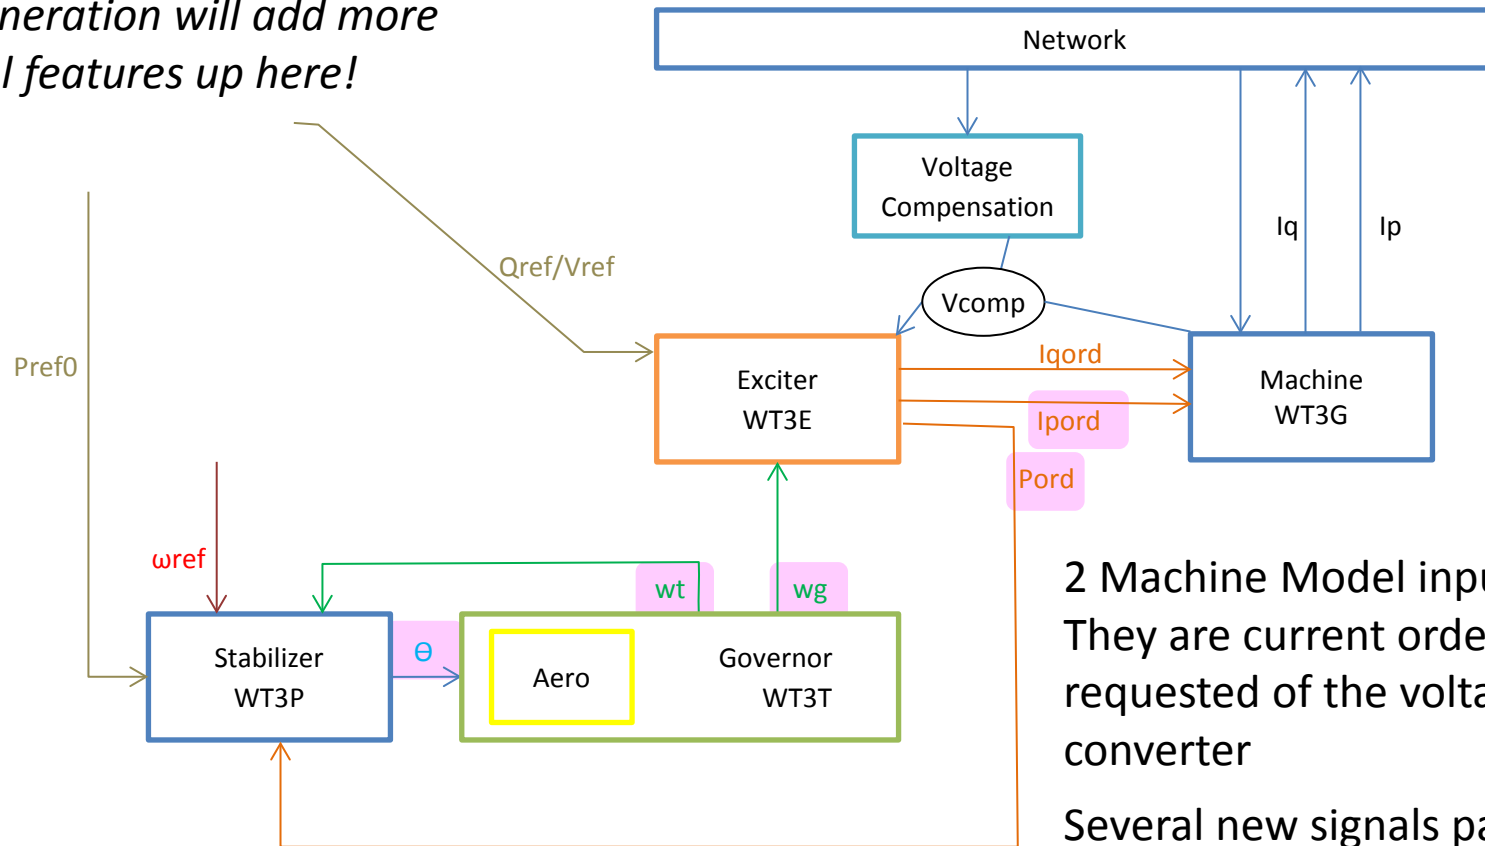 neration will add more
l features up here!
Network
Voltage
Compensation
Iq
Ip
Qref/Vref
Vcomp
Pref0
Exciter
WT3E
Iqord
Ipord
Machine
WT3G
Pord
ωref
wt
wg
Stabilizer
WT3P
Θ
Aero
Governor
WT3T
2 Machine Model inpu
They are current orde
requested of the volta
converter
Several new signals pa